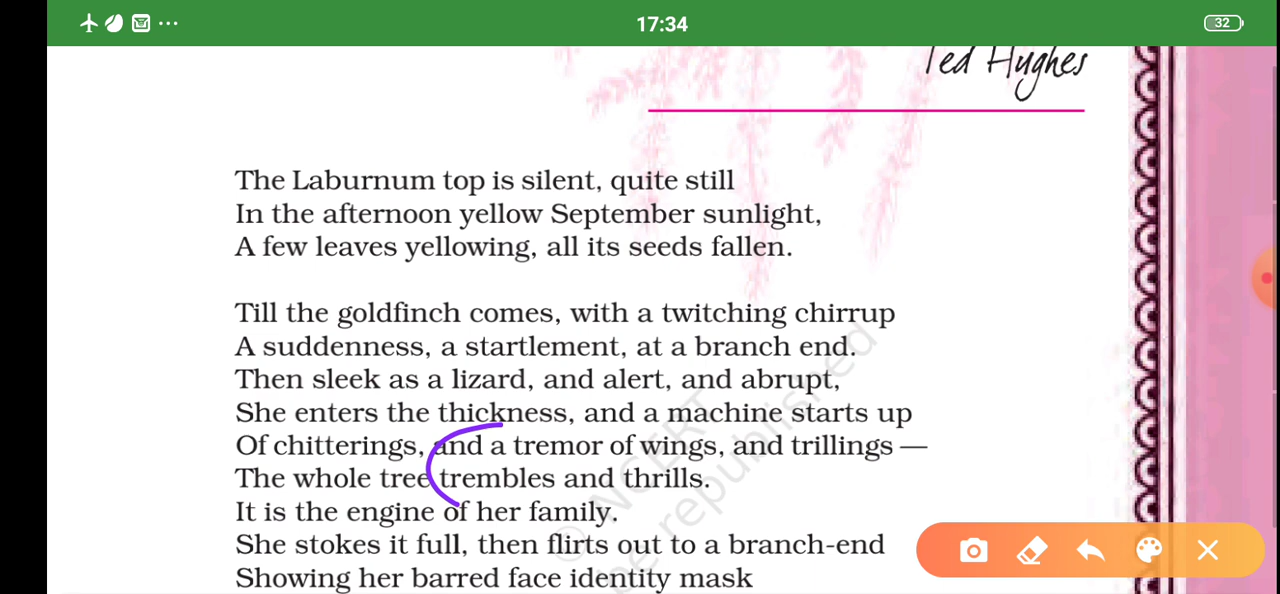 17:34
32
Ted Hughes
The Laburnum top is silent, quite still
In the afternoon yellow September sunlight,
A few leaves yellowing, all its seeds fallen.
Till the goldfinch comes, with a twitching chirrup
A suddenness, a startlement, at a branch end.
Then sleek as a lizard, and alert, and abrupt,
She enters the thickness, and a machine starts up
Of chitterings, and a tremor of wings, and trillings —
The whole tree trembles and thrills.
It is the engine of her family.
She stokes it full, then flirts out to a branch-end
Showing her barred face identity mask
© NCERT
be republished